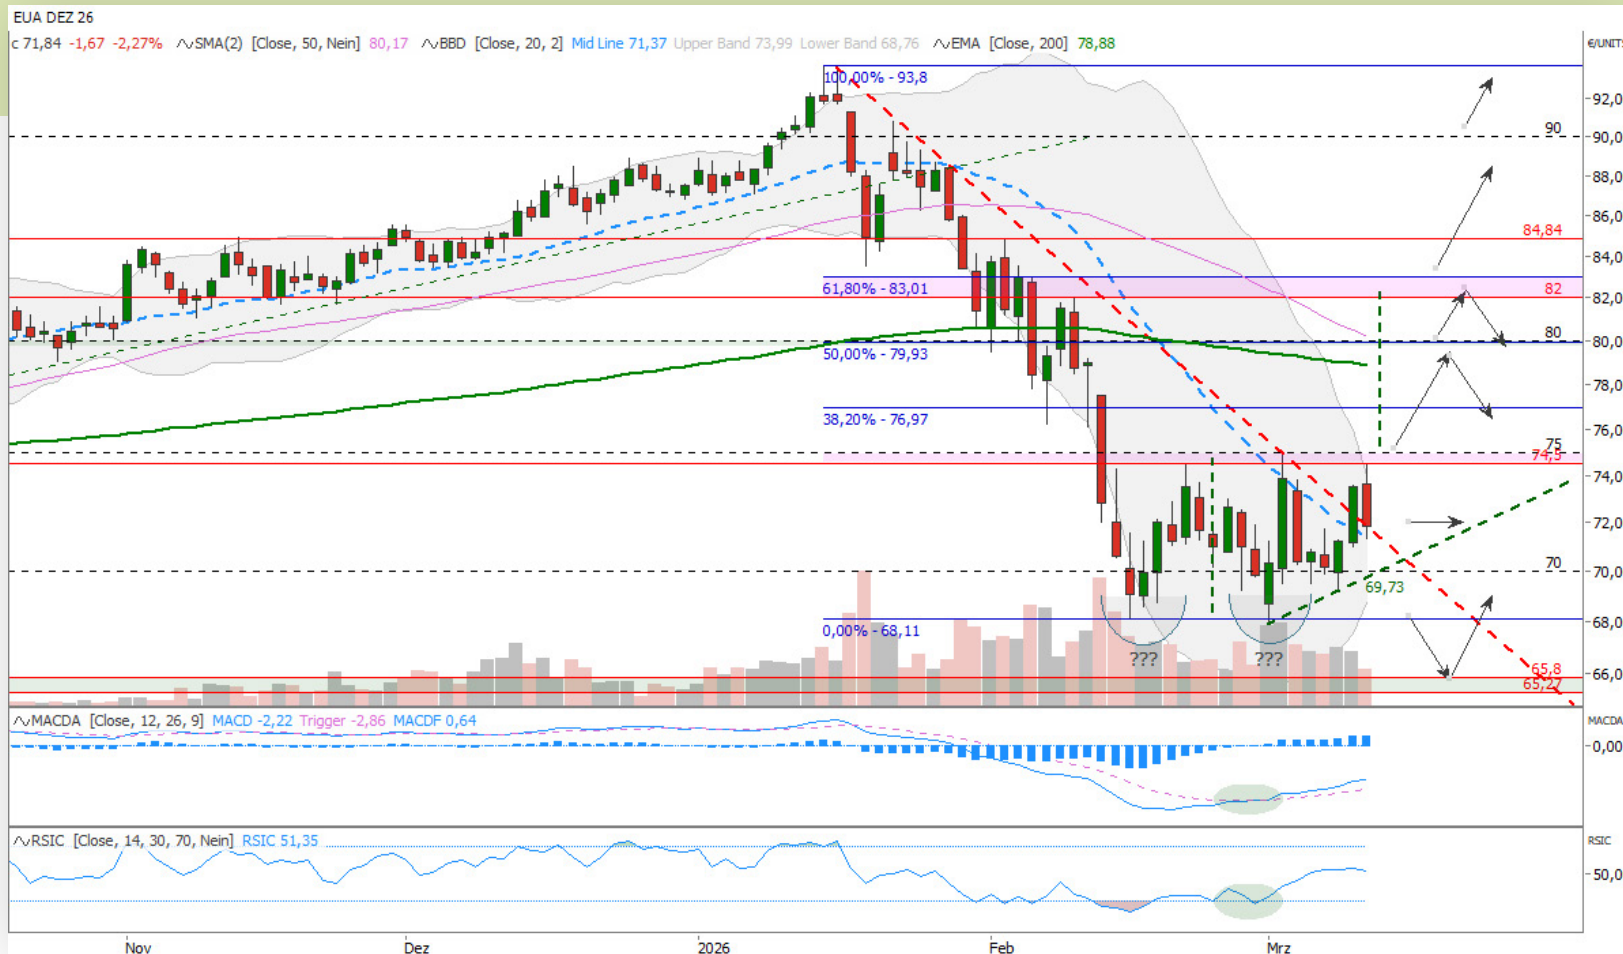 EUA DEZ 26
c 71,84 -1,67 -2,27% SMA(2) [Close, 50, Nein] 80,17 BBD [Close, 20, 2] Mid Line 71,37 Upper Band 73,99 Lower Band 68,76 EMA [Close, 200] 78,88
€/UNIT
100,00% - 93,8
92,0
90
90,0
88,0
86,0
84,84
84,0
61,80% - 83,01
82
82,0
80
80,0
50,00% - 79,93
78,0
38,20% - 76,97
76,0
75
74,5
74,0
72,0
70
70,0
69,73
0,00% - 68,11
68,0
??? ???
65,8
66,0
65,27
MACDA [Close, 12, 26, 9] MACD -2,22 Trigger -2,86 MACDF 0,64
MACDA
0,00
RSIC [Close, 14, 30, 70, Nein] RSIC 51,35
RSIC
50,0
Nov Dez 2026 Feb Mrz